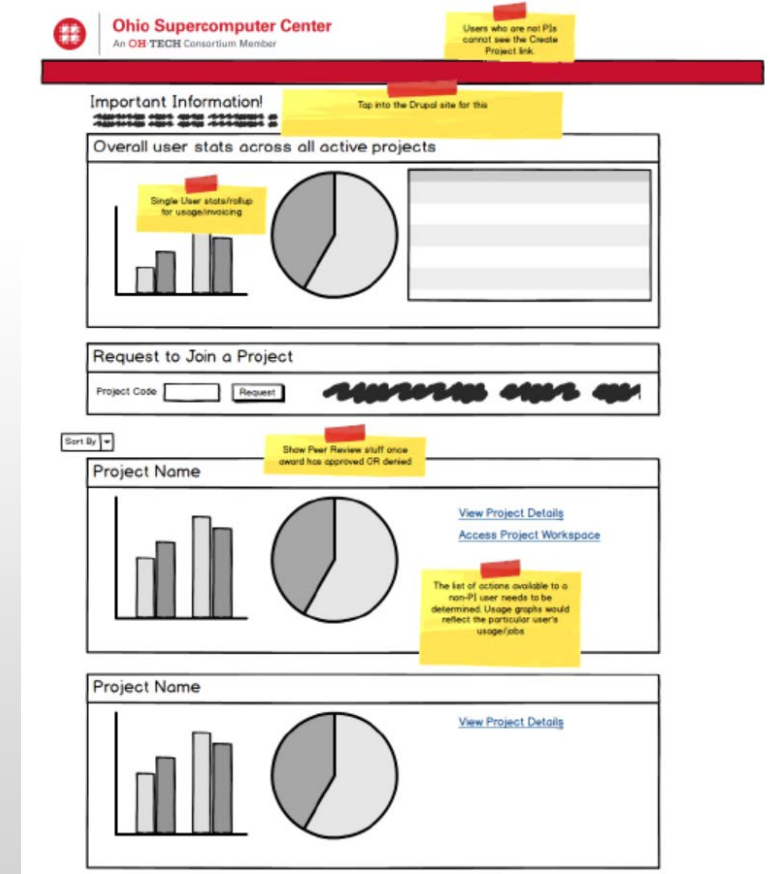 Ohio Supercomputer Center
An OH·TECH Consortium Member
Users who are not PIs
cannot see the Create
Project link.
Important Information!
Tap into the Drupal site for this
Overall user stats across all active projects
Single User stats/rollup
for usage/invoicing
Request to Join a Project
Project Code
Request
Sort By
Show Peer Review stuff once
award has approved OR denied
Project Name
View Project Details
Access Project Workspace
The list of actions available to a
non-PI user needs to be
determined. Usage graphs would
reflect the particular user's
usage/jobs
Project Name
View Project Details